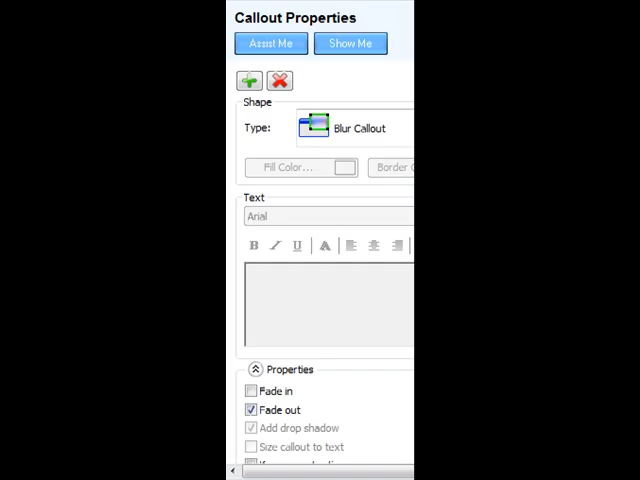 Callout Properties
Assist Me Show Me
Shape
Type: Blur Callout
Fill Color... Border
Text
Arial
B I U A
Properties
Fade in
Fade out
Add drop shadow
Size callout to text